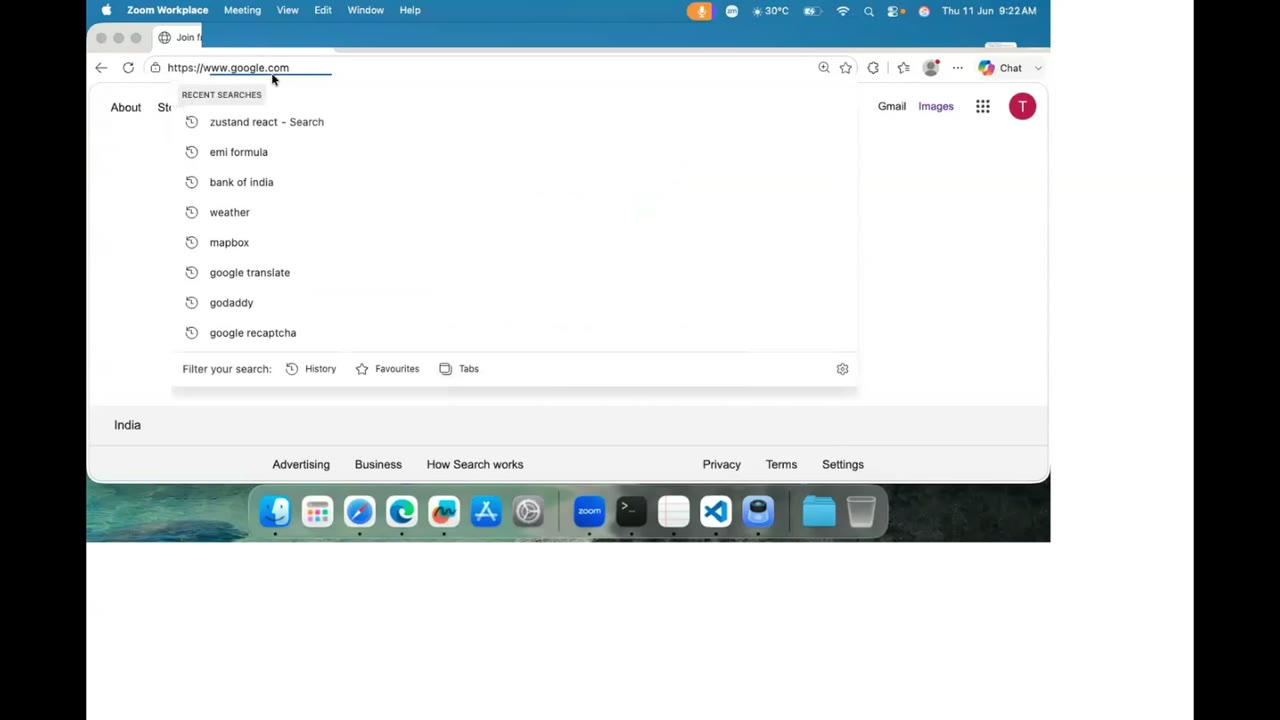 Zoom Workplace Meeting View Edit Window Help zm 30°C Thu 11 Jun 9:22 AM
Join
https://www.google.com Chat
RECENT SEARCHES
About Gmail Images T
zustand react - Search
emi formula
bank of india
weather
mapbox
google translate
godaddy
google recaptcha
Filter your search: History Favourites Tabs
India
Advertising Business How Search works Privacy Terms Settings
zoom